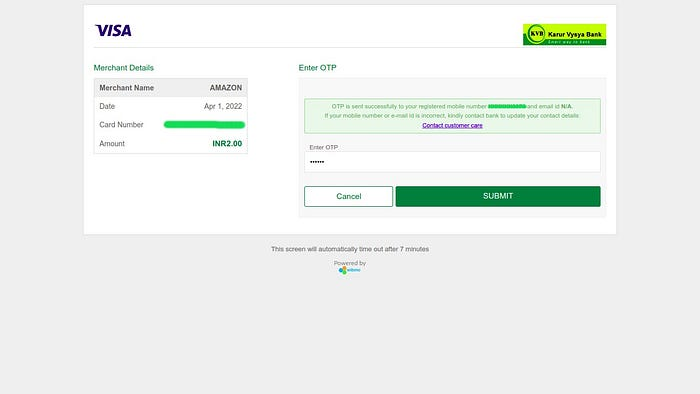 VISA
KVB Karur Vysya Bank
Smart way to bank
Merchant Details
Merchant Name AMAZON
Date Apr 1, 2022
Card Number
Amount INR2.00
Enter OTP
OTP is sent successfully to your registered mobile number and email id N/A.
If your mobile number or e-mail id is incorrect, kindly contact bank to update your contact details
Contact customer care
Enter OTP
••••••
Cancel SUBMIT
This screen will automatically time out after 7 minutes
Powered by
wibmo